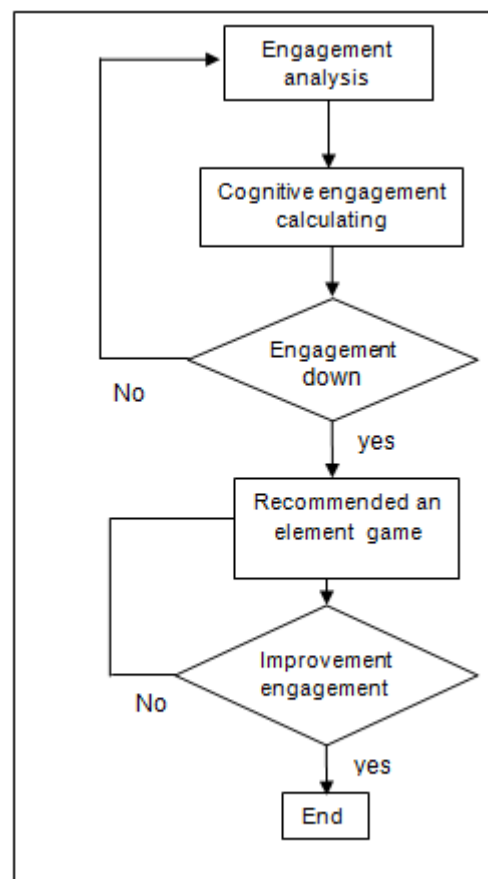 Engagement
analysis
Cognitive engagement
calculating
Engagement
down
No
yes
Recommended an
element game
Improvement
engagement
No
yes
End